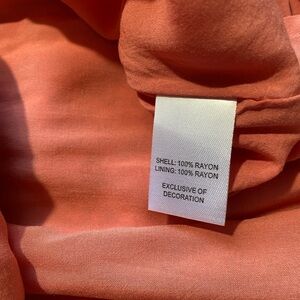 SHELL: 100% RAYON
LINING: 100% RAYON
EXCLUSIVE OF
DECORATION